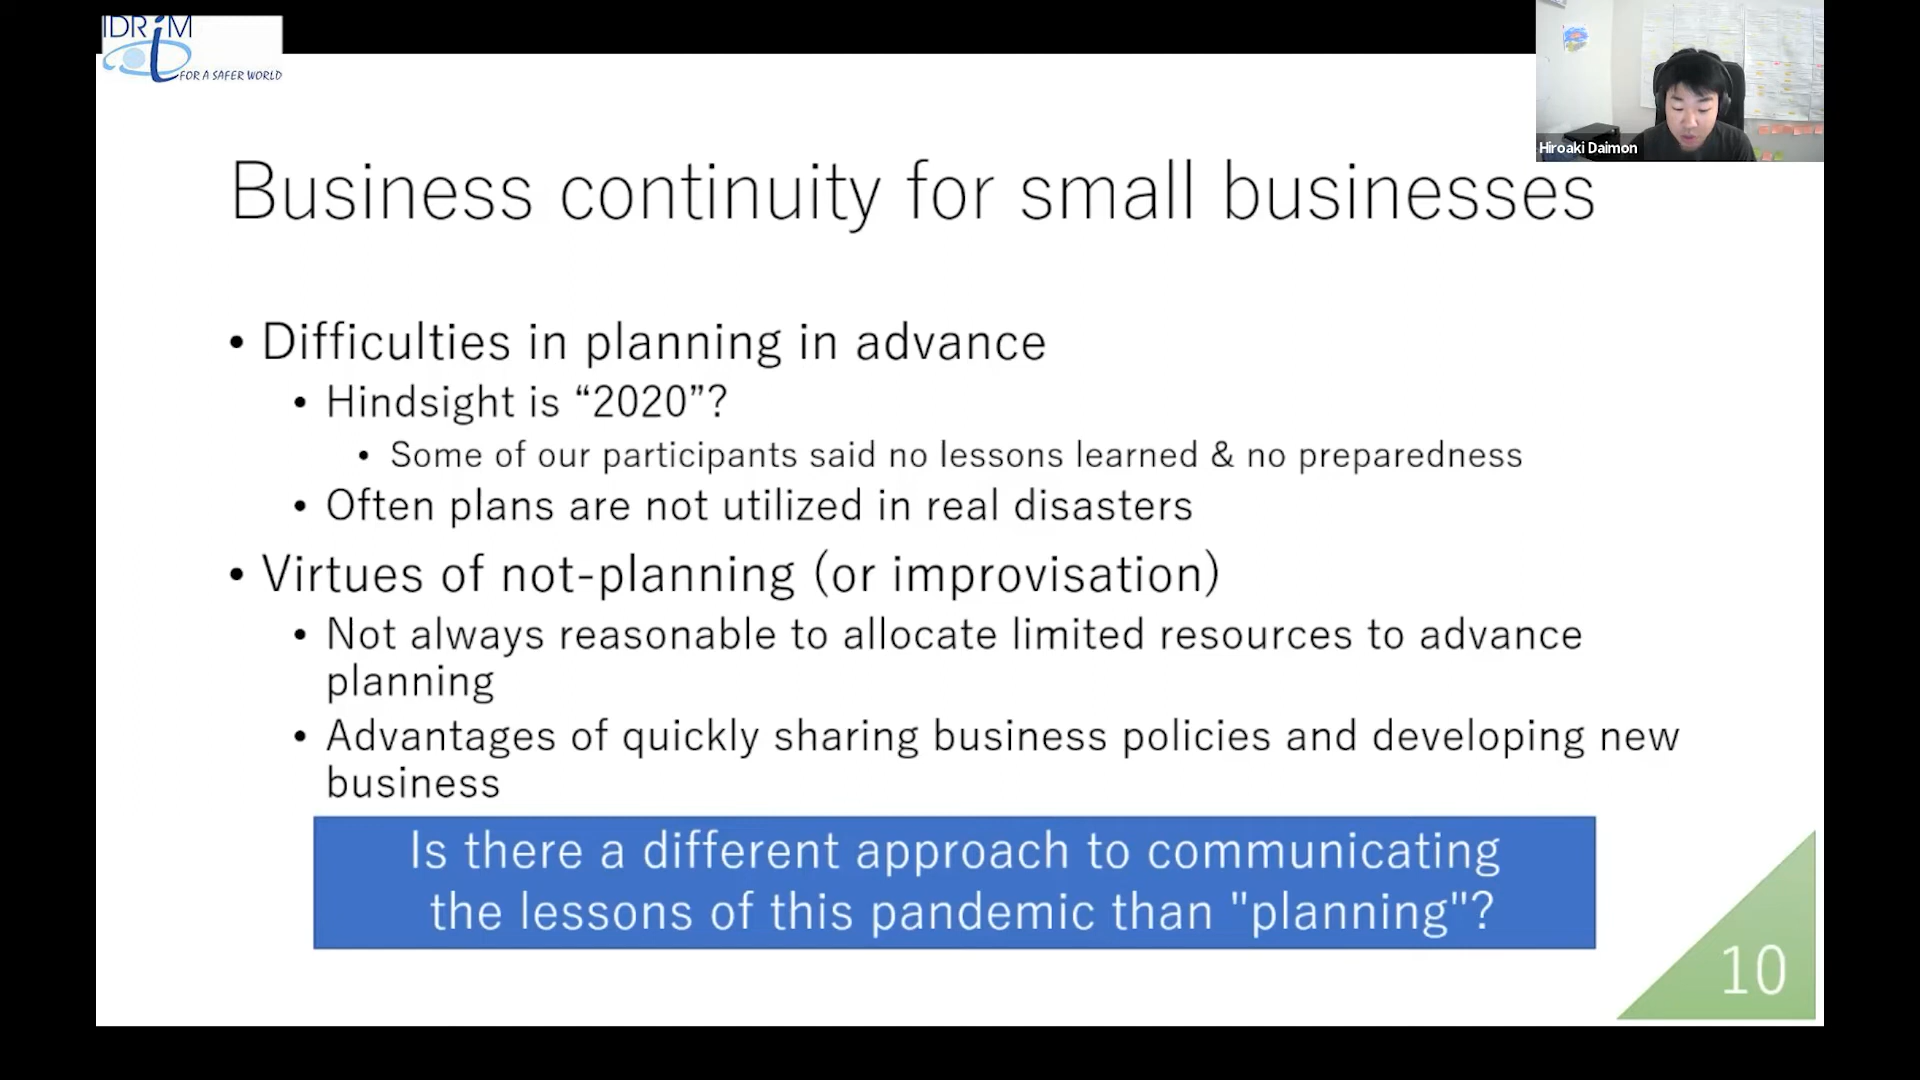 IDRiM
FOR A SAFER WORLD
Hiroaki Daimon
Business continuity for small businesses
• Difficulties in planning in advance
• Hindsight is “2020”?
• Some of our participants said no lessons learned & no preparedness
• Often plans are not utilized in real disasters
• Virtues of not-planning (or improvisation)
• Not always reasonable to allocate limited resources to advance
planning
• Advantages of quickly sharing business policies and developing new
business
Is there a different approach to communicating
the lessons of this pandemic than "planning"?
10